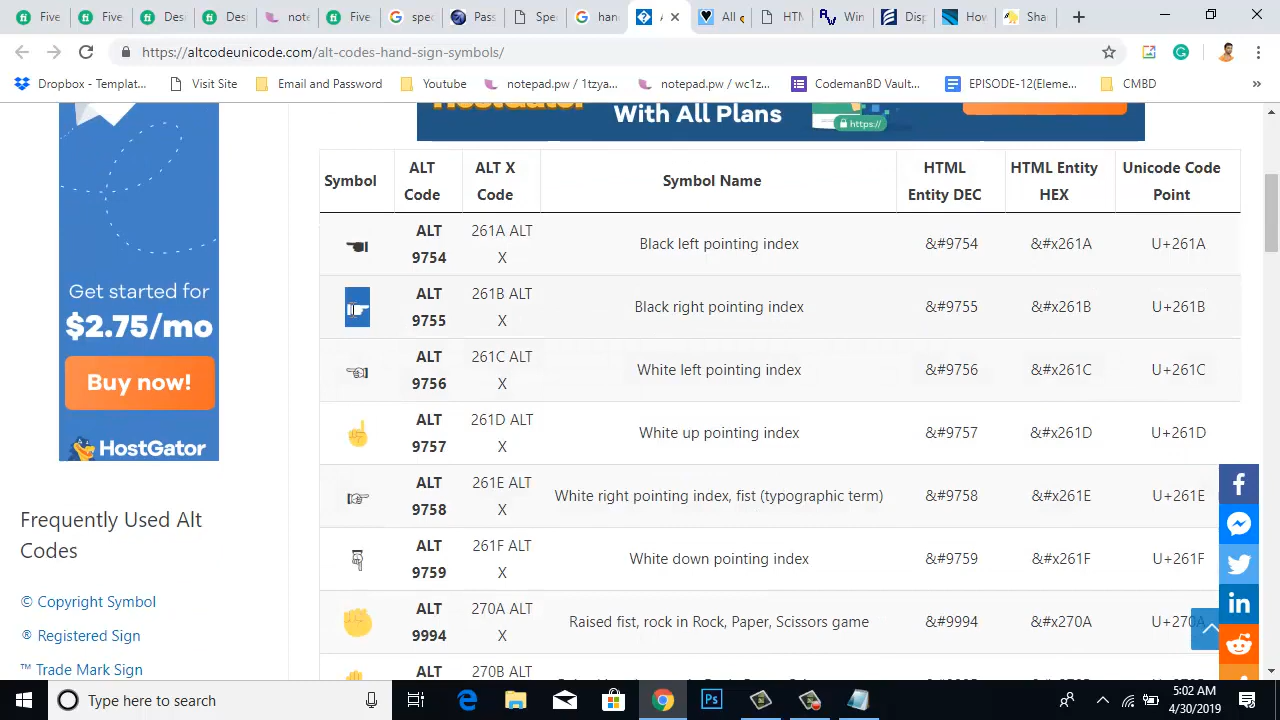 Five
Five
Des
Des
note
Five
spec
Pass
Spe
han
All
HTM
Win
Disp
How
Sha
https://altcodeunicode.com/alt-codes-hand-sign-symbols/
Dropbox - Templat...
Visit Site
Email and Password
Youtube
notepad.pw / 1tzya...
notepad.pw / wc1z...
CodemanBD Vault...
EPISODE-12(Eleme...
CMBD
»
With All Plans
https://
Get started for
$2.75/mo
Buy now!
HostGator
Frequently Used Alt
Codes
© Copyright Symbol
® Registered Sign
™ Trade Mark Sign
Symbol ALT Code ALT X Code Symbol Name HTML Entity DEC HTML Entity HEX Unicode Code Point
☚ ALT 9754 261A ALT X Black left pointing index &#9754 &#x261A U+261A
☛ ALT 9755 261B ALT X Black right pointing index &#9755 &#x261B U+261B
☜ ALT 9756 261C ALT X White left pointing index &#9756 &#x261C U+261C
☝ ALT 9757 261D ALT X White up pointing index &#9757 &#x261D U+261D
☞ ALT 9758 261E ALT X White right pointing index, fist (typographic term) &#9758 &#x261E U+261E
☟ ALT 9759 261F ALT X White down pointing index &#9759 &#x261F U+261F
✊ ALT 9994 270A ALT X Raised fist, rock in Rock, Paper, Scissors game &#9994 &#x270A U+270A
ALT 270B ALT
Type here to search
5:02 AM
4/30/2019